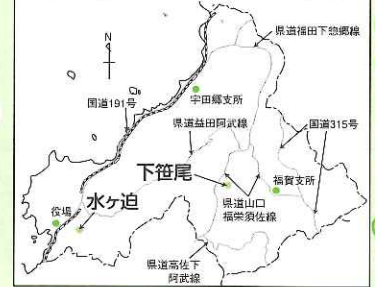 N
県道福田下惣郷線
宇田郷支所
国道191号
県道益田阿武線
国道315号
下笹尾
福賀支所
水ヶ迫
役場
県道山口
福栄須佐線
県道高佐下
阿武線